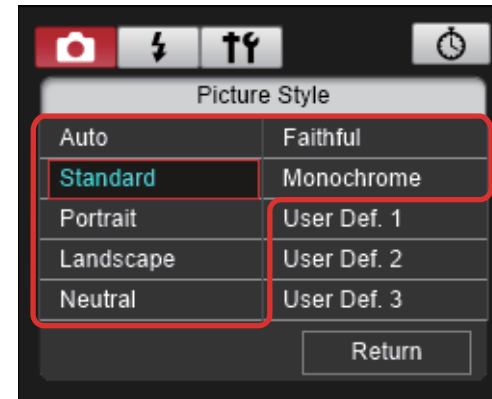 Picture Style
Auto
Faithful
Standard
Monochrome
Portrait
User Def. 1
Landscape
User Def. 2
Neutral
User Def. 3
Return